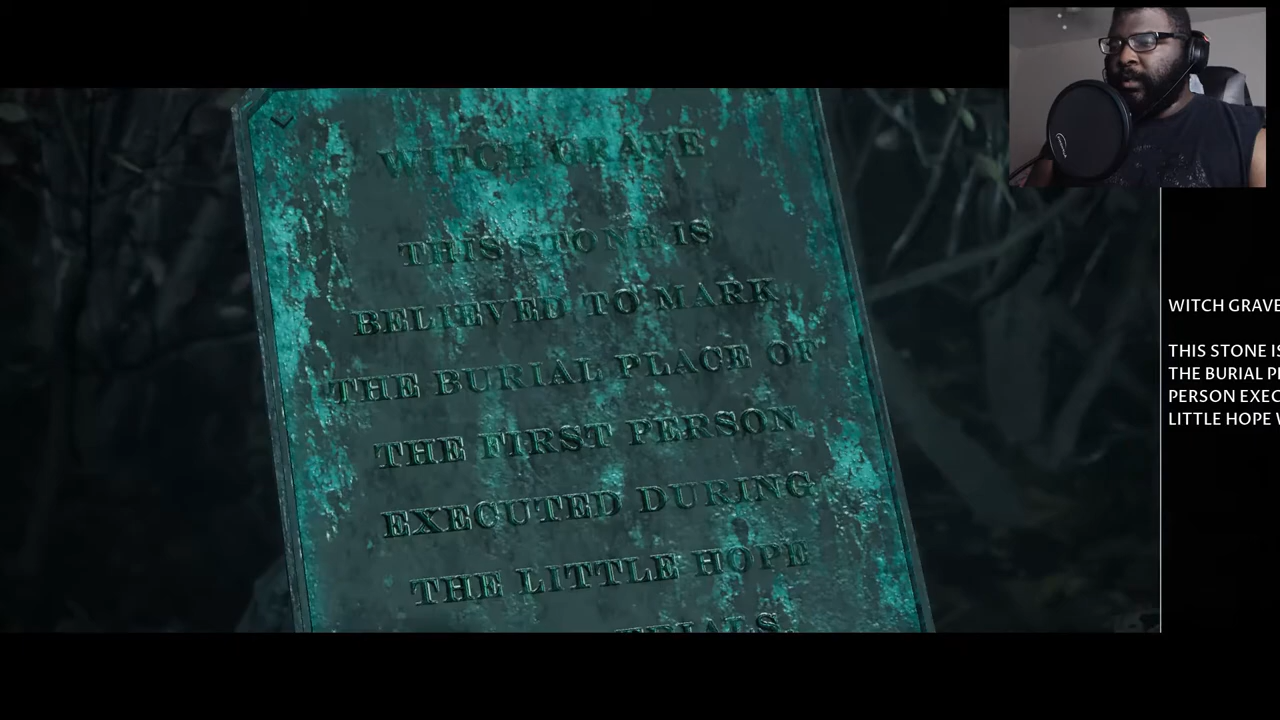 WITCH GRAVE
THIS STONE IS
BELIEVED TO MARK
THE BURIAL PLACE OF
THE FIRST PERSON
EXECUTED DURING
THE LITTLE HOPE
TRIALS.
WITCH GRAVE
THIS STONE IS
THE BURIAL
PERSON
LITTLE HOPE